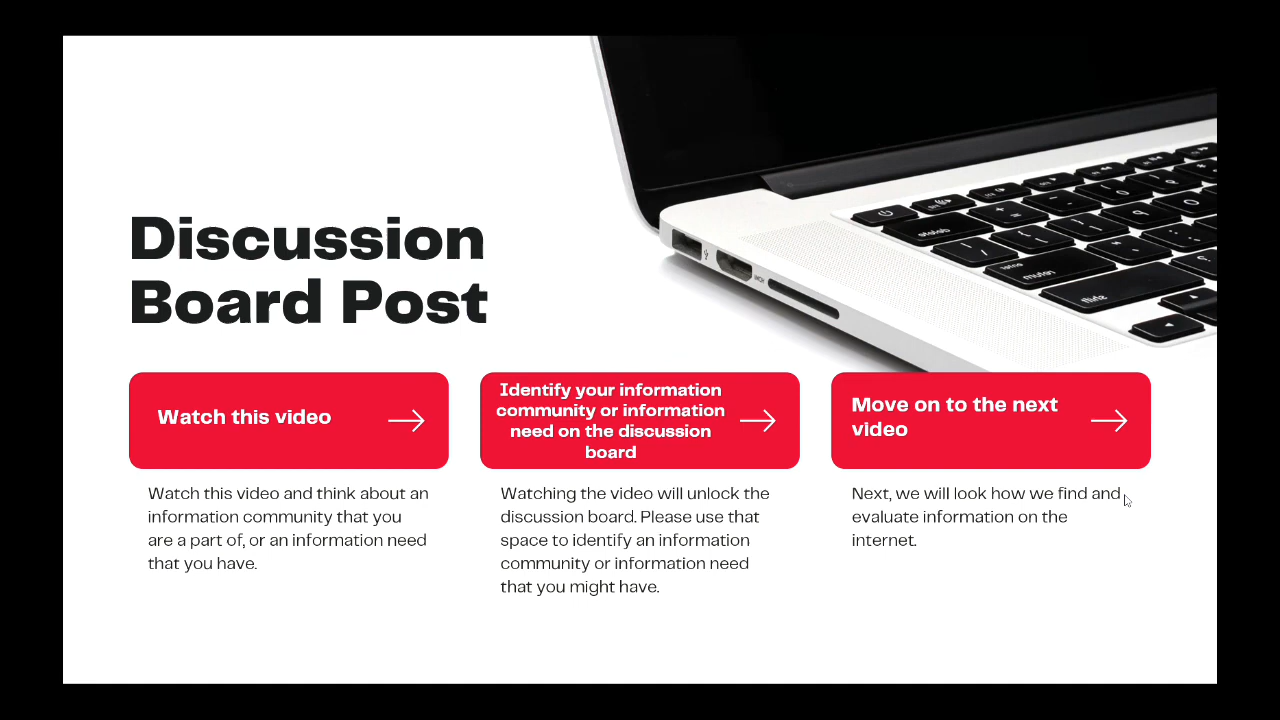 Discussion
Board Post
Watch this video
Watch this video and think about an
information community that you
are a part of, or an information need
that you have.
Identify your information
community or information
need on the discussion
board
Watching the video will unlock the
discussion board. Please use that
space to identify an information
community or information need
that you might have.
Move on to the next
video
Next, we will look how we find and
evaluate information on the
internet.